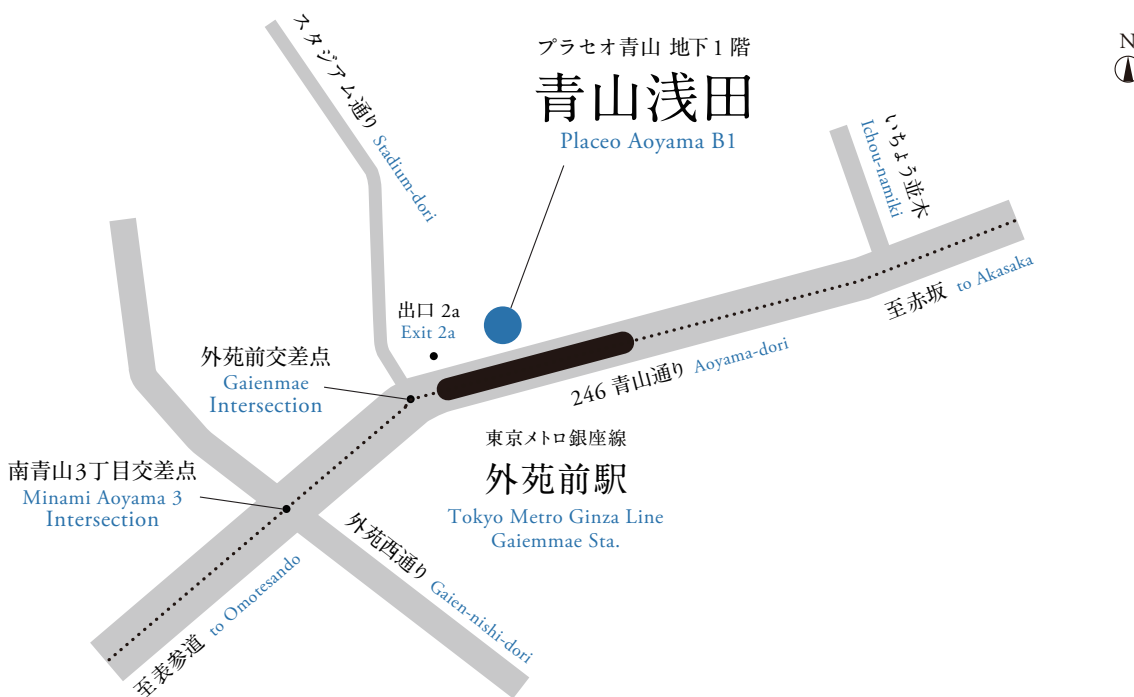 プラセオ青山 地下1階
青山浅田
Placeo Aoyama B1
N
スタジアム通り Stadium-dori
いちょう並木
Ichou-namiki
出口 2a
Exit 2a
至赤坂 to Akasaka
246 青山通り Aoyama-dori
外苑前交差点
Gaienmae
Intersection
東京メトロ銀座線
外苑前駅
Tokyo Metro Ginza Line
Gaiemmae Sta.
南青山3丁目交差点
Minami Aoyama 3
Intersection
外苑西通り Gaien-nishi-dori
至表参道 to Omotesando